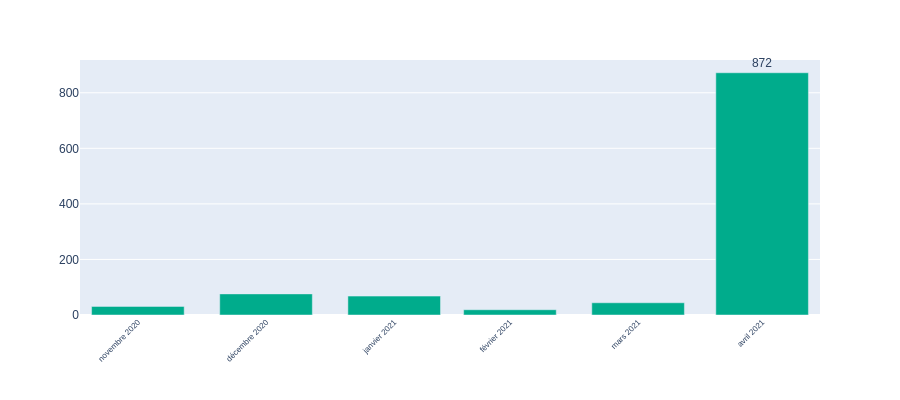 872
800
600
400
200
0
novembre 2020
décembre 2020
janvier 2021
février 2021
mars 2021
avril 2021